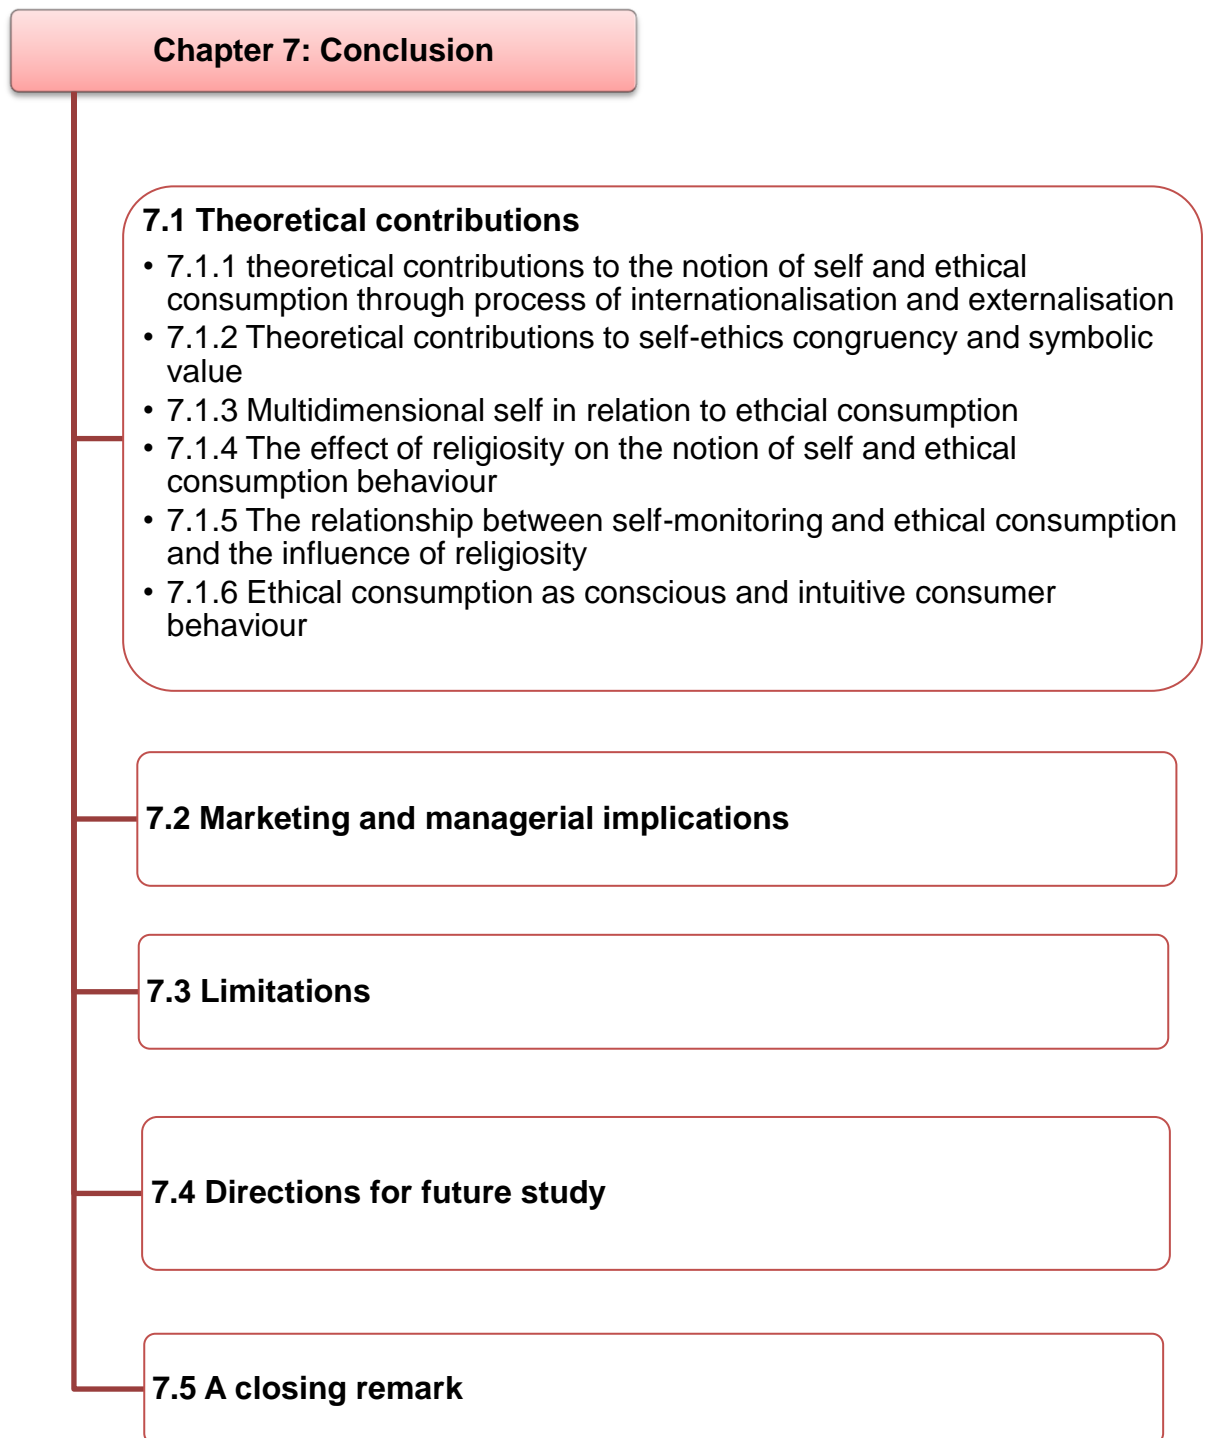 Chapter 7: Conclusion
7.1 Theoretical contributions
• 7.1.1 theoretical contributions to the notion of self and ethical
consumption through process of internationalisation and externalisation
• 7.1.2 Theoretical contributions to self-ethics congruency and symbolic
value
• 7.1.3 Multidimensional self in relation to ethcial consumption
• 7.1.4 The effect of religiosity on the notion of self and ethical
consumption behaviour
• 7.1.5 The relationship between self-monitoring and ethical consumption
and the influence of religiosity
• 7.1.6 Ethical consumption as conscious and intuitive consumer
behaviour
7.2 Marketing and managerial implications
7.3 Limitations
7.4 Directions for future study
7.5 A closing remark